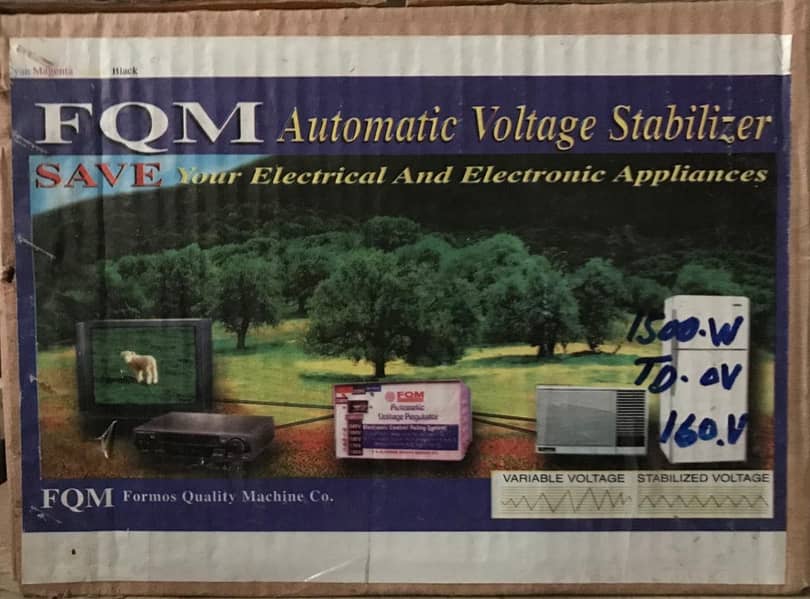 yan Magenta Black
FQM Automatic Voltage Stabilizer
SAVE Your Electrical And Electronic Appliances
1500.W
TD.OV
160.V
FQM
Automatic
Voltage Regulator
FQM Formos Quality Machine Co.
VARIABLE VOLTAGE STABILIZED VOLTAGE